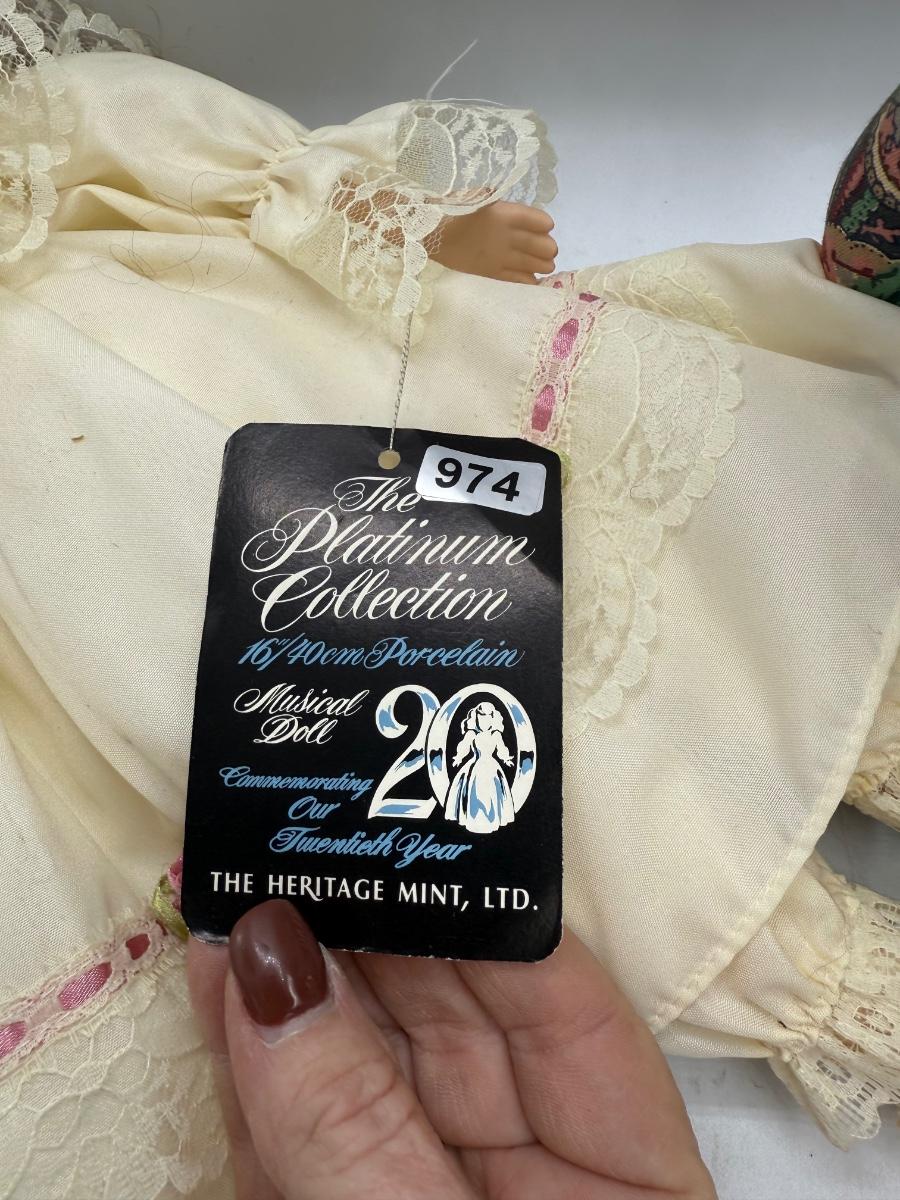 974
The
Platinum
Collection
16"/40cm Porcelain
Musical
Doll
20
Commemorating
Our
Twentieth Year
THE HERITAGE MINT, LTD.